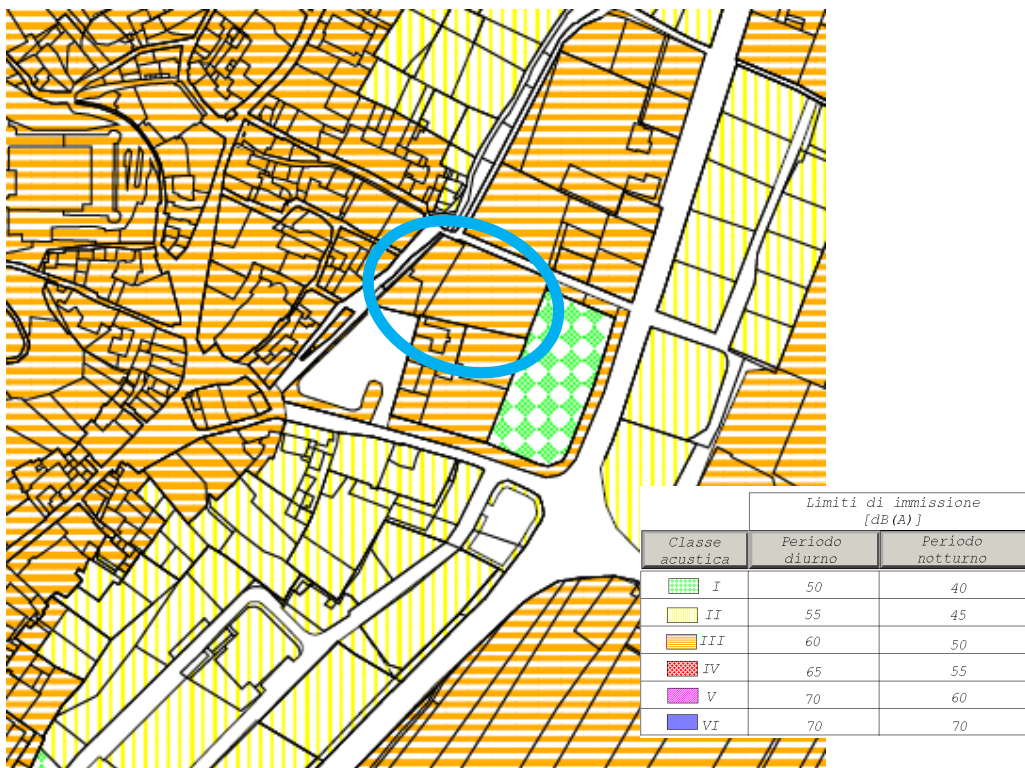 Limiti di immissione
[dB(A)]
Classe acustica Periodo diurno Periodo notturno
I 50 40
II 55 45
III 60 50
IV 65 55
V 70 60
VI 70 70